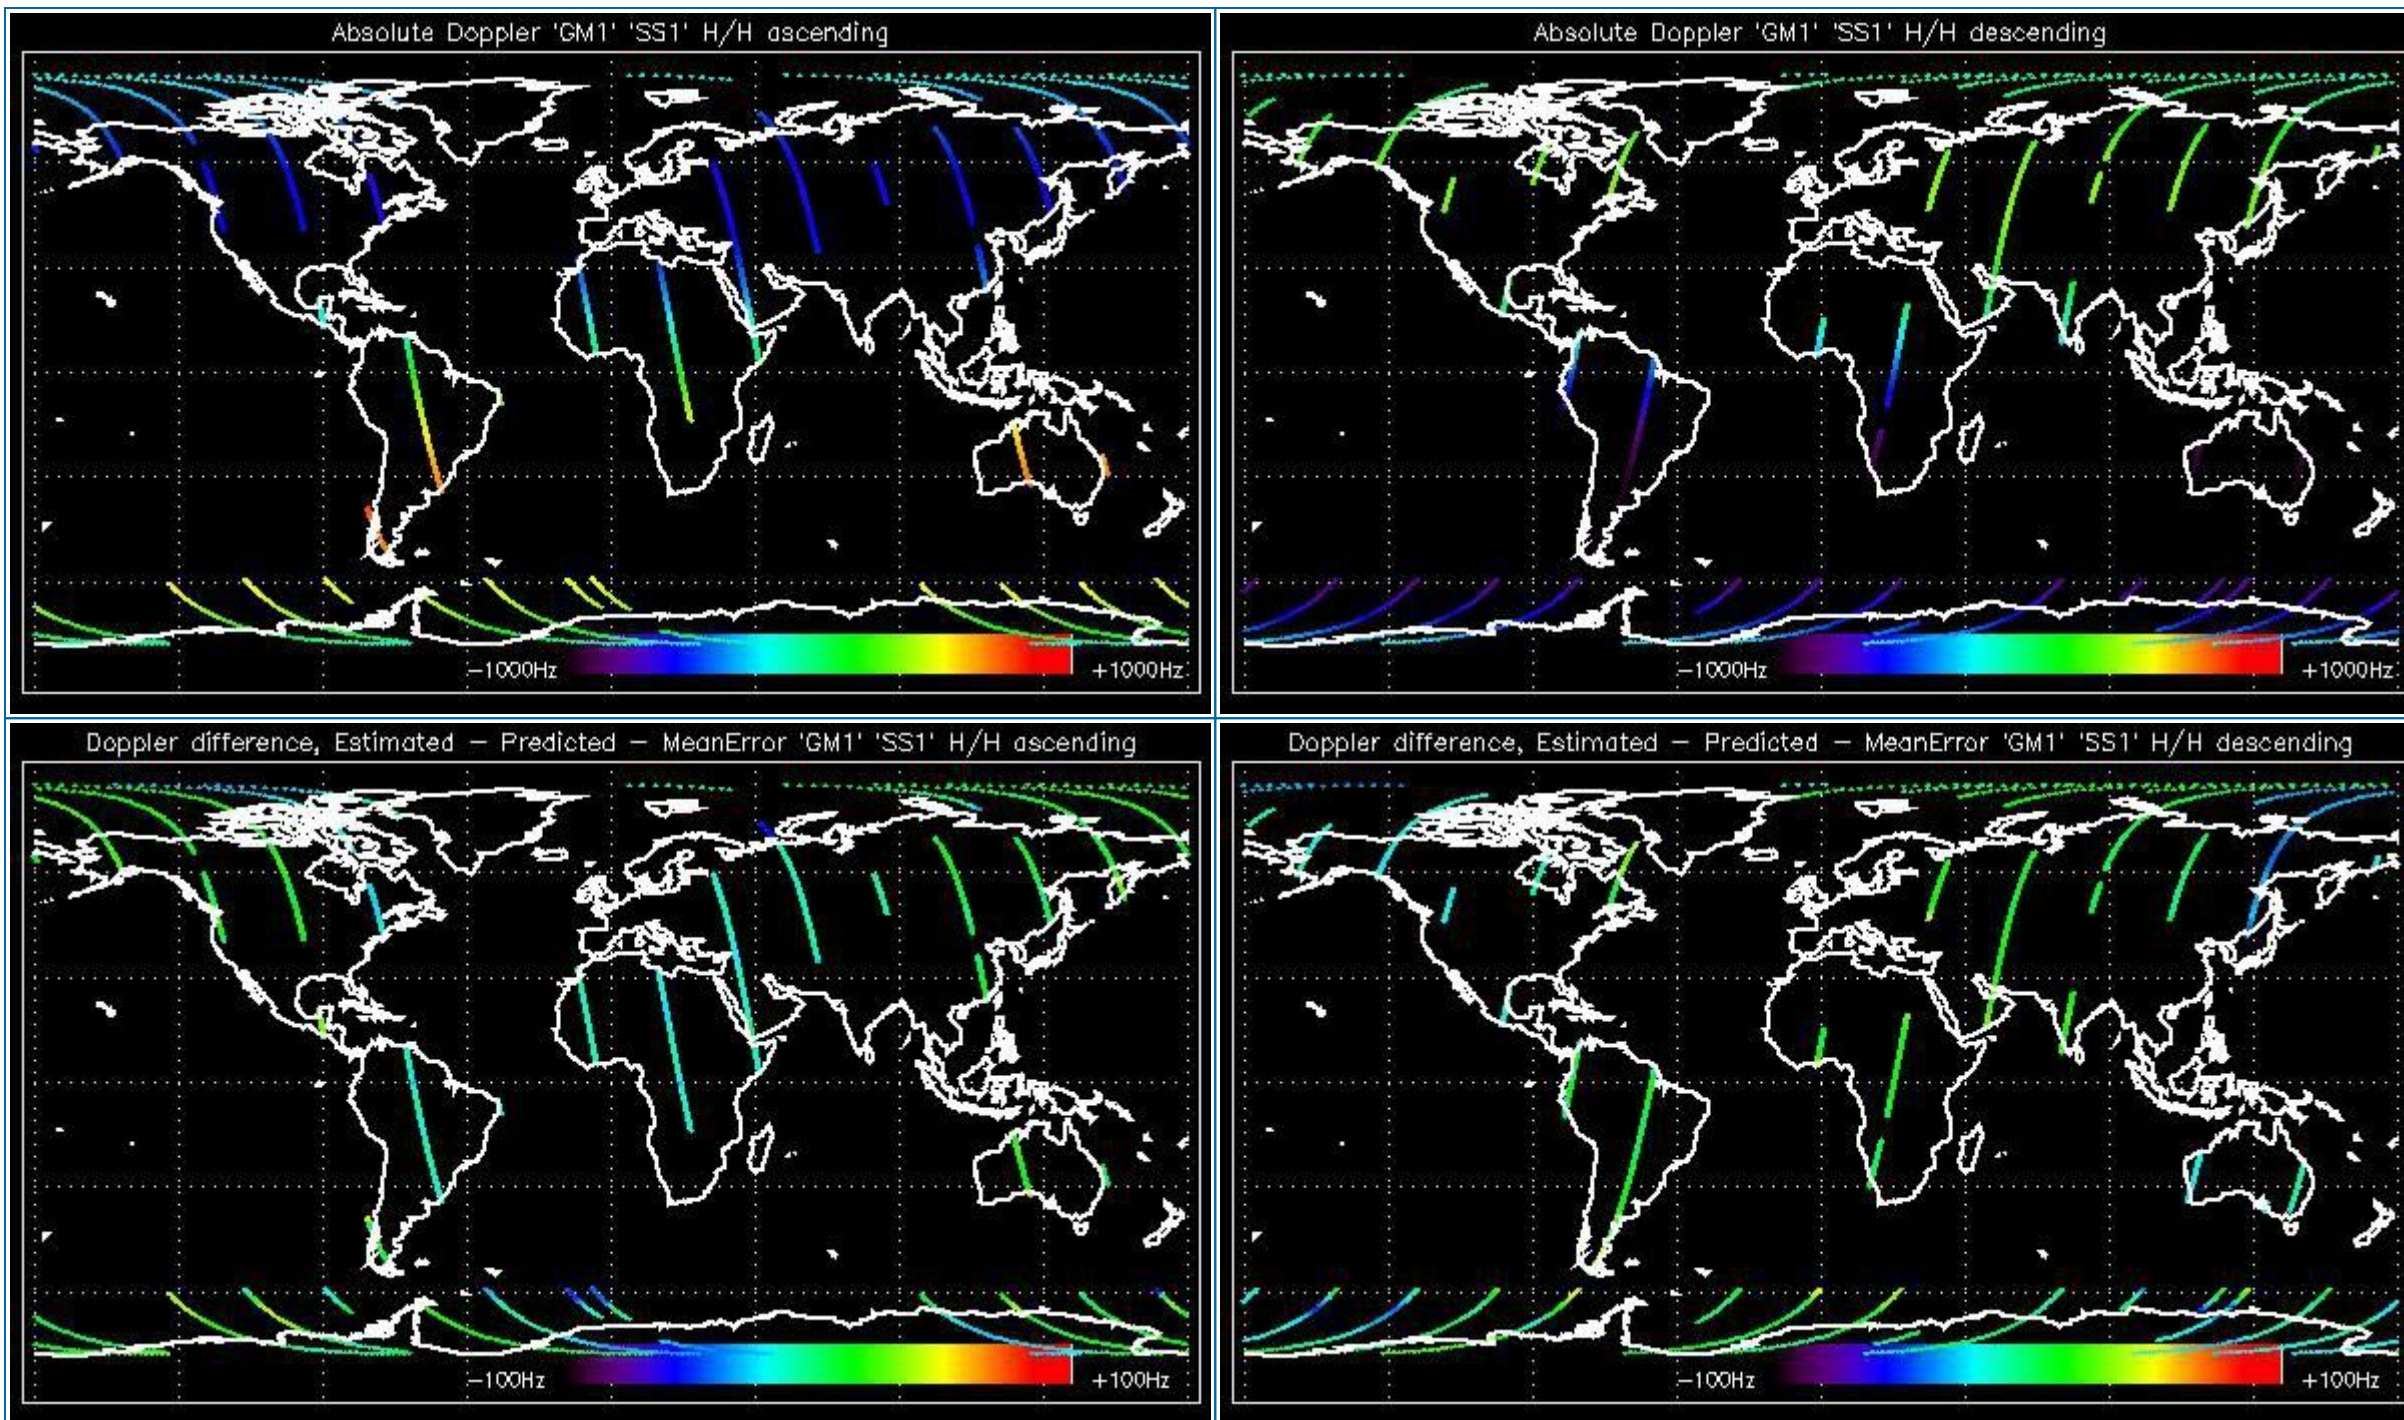 Absolute Doppler 'GM1' 'SS1' H/H ascending
-1000Hz
+1000Hz
Absolute Doppler 'GM1' 'SS1' H/H descending
-1000Hz
+1000Hz
Doppler difference, Estimated - Predicted - MeanError 'GM1' 'SS1' H/H ascending
-100Hz
+100Hz
Doppler difference, Estimated - Predicted - MeanError 'GM1' 'SS1' H/H descending
-100Hz
+100Hz